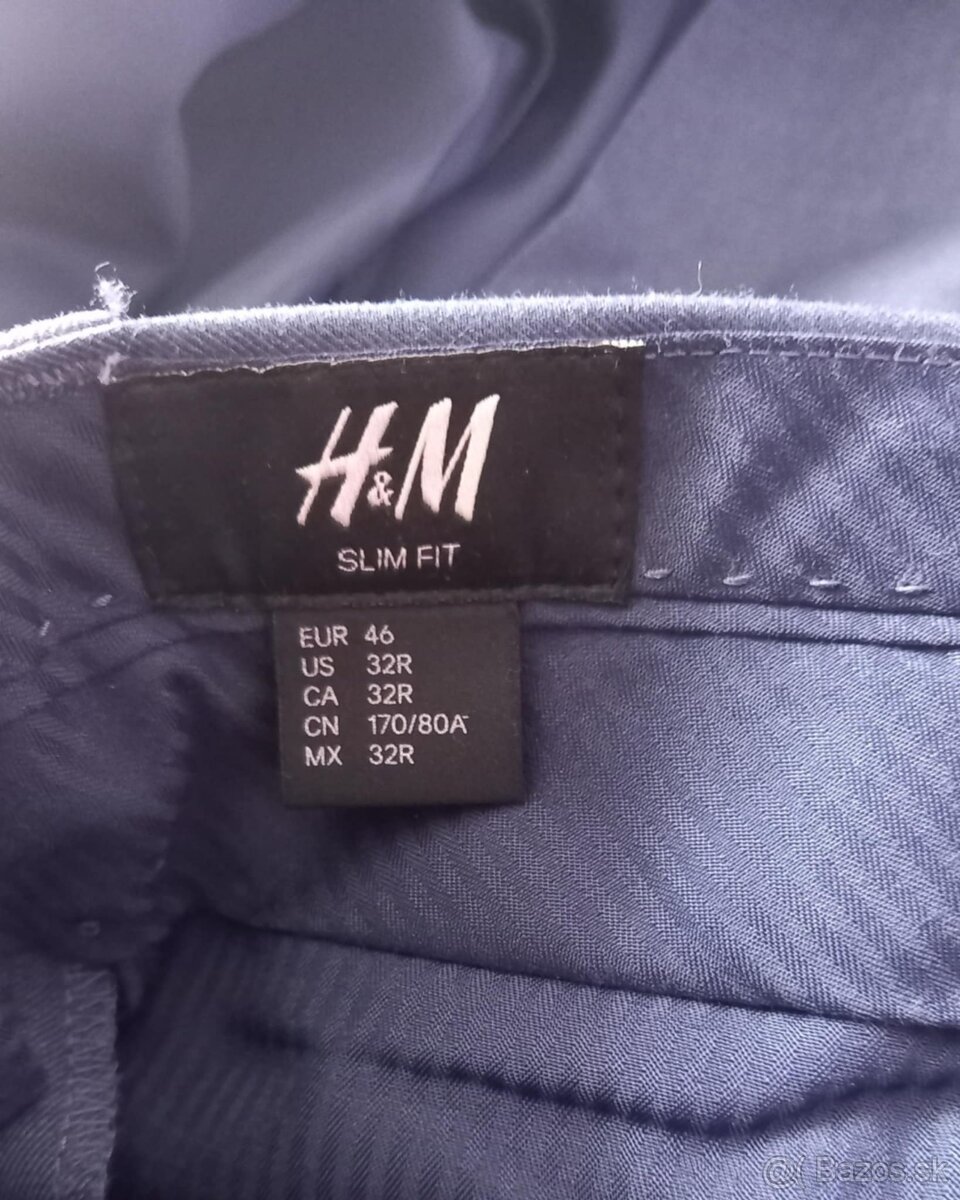 H&M
SLIM FIT
EUR 46
US 32R
CA 32R
CN 170/80A
MX 32R
Bazos.sk